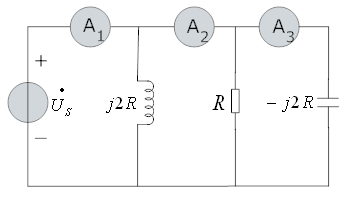 A₁ A₂ A₃
+
U̇ₛ j2R R − j2R
−